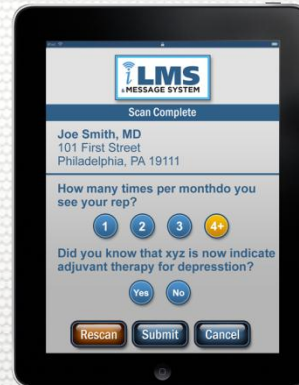 iLMS
& MESSAGE SYSTEM
Scan Complete
Joe Smith, MD
101 First Street
Philadelphia, PA 19111
How many times per monthdo you
see your rep?
1 2 3 4+
Did you know that xyz is now indicate
adjuvant therapy for depresstion?
Yes No
Rescan Submit Cancel